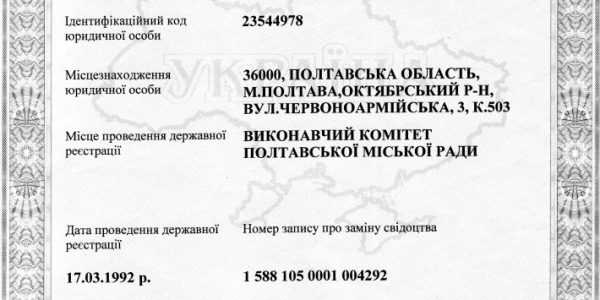 Ідентифікаційний код
юридичної особи
23544978
Місцезнаходження
юридичної особи
36000, ПОЛТАВСЬКА ОБЛАСТЬ,
М.ПОЛТАВА,ОКТЯБРСЬКИЙ Р-Н,
ВУЛ.ЧЕРВОНОАРМІЙСЬКА, 3, К.503
Місце проведення державної
реєстрації
ВИКОНАВЧИЙ КОМІТЕТ
ПОЛТАВСЬКОЇ МІСЬКОЇ РАДИ
УКРАЇНА
Дата проведення державної
реєстрації
Номер запису про заміну свідоцтва
17.03.1992 р.
1 588 105 0001 004292